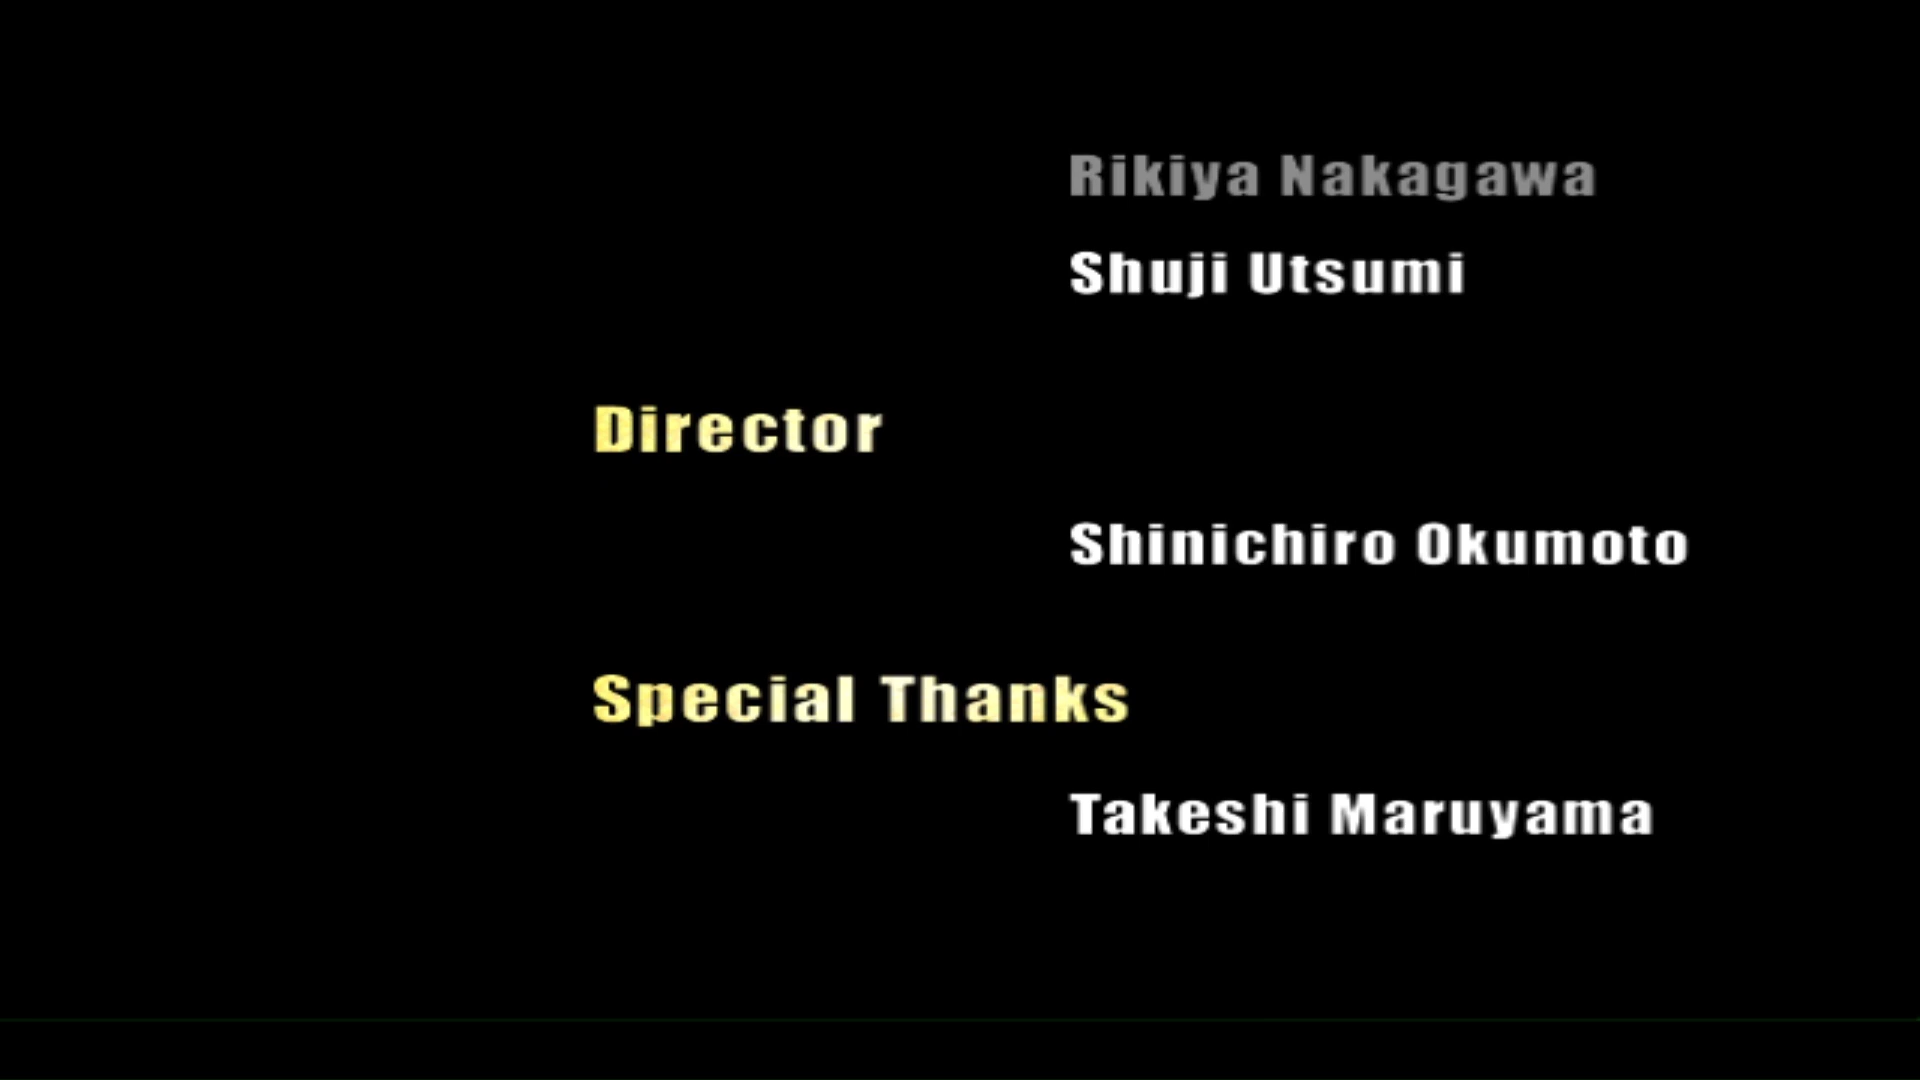 Rikiya Nakagawa
Shuji Utsumi
Director
Shinichiro Okumoto
Special Thanks
Takeshi Maruyama